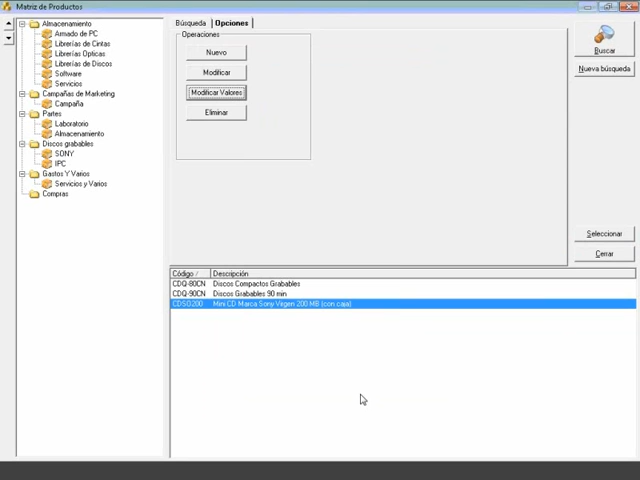 Matriz de Productos
Almacenamiento
Armado de PC
Librerías de Cintas
Librerías Opticas
Librerías de Discos
Software
Servicios
Campañas de Marketing
Campaña
Partes
Laboratorio
Almacenamiento
Discos grabables
SONY
IPC
Gastos Y Varios
Servicios y Varios
Compras
Búsqueda Opciones
Operaciones
Nuevo
Modificar
Modificar Valores
Eliminar
Buscar
Nueva búsqueda
Seleccionar
Cerrar
Código / Descripción
CDQ-80CN Discos Compactos Grabables
CDQ-90CN Discos Grabables 90 min
CDSO200 Mini CD Marca Sony Virgen 200 MB (con caja)